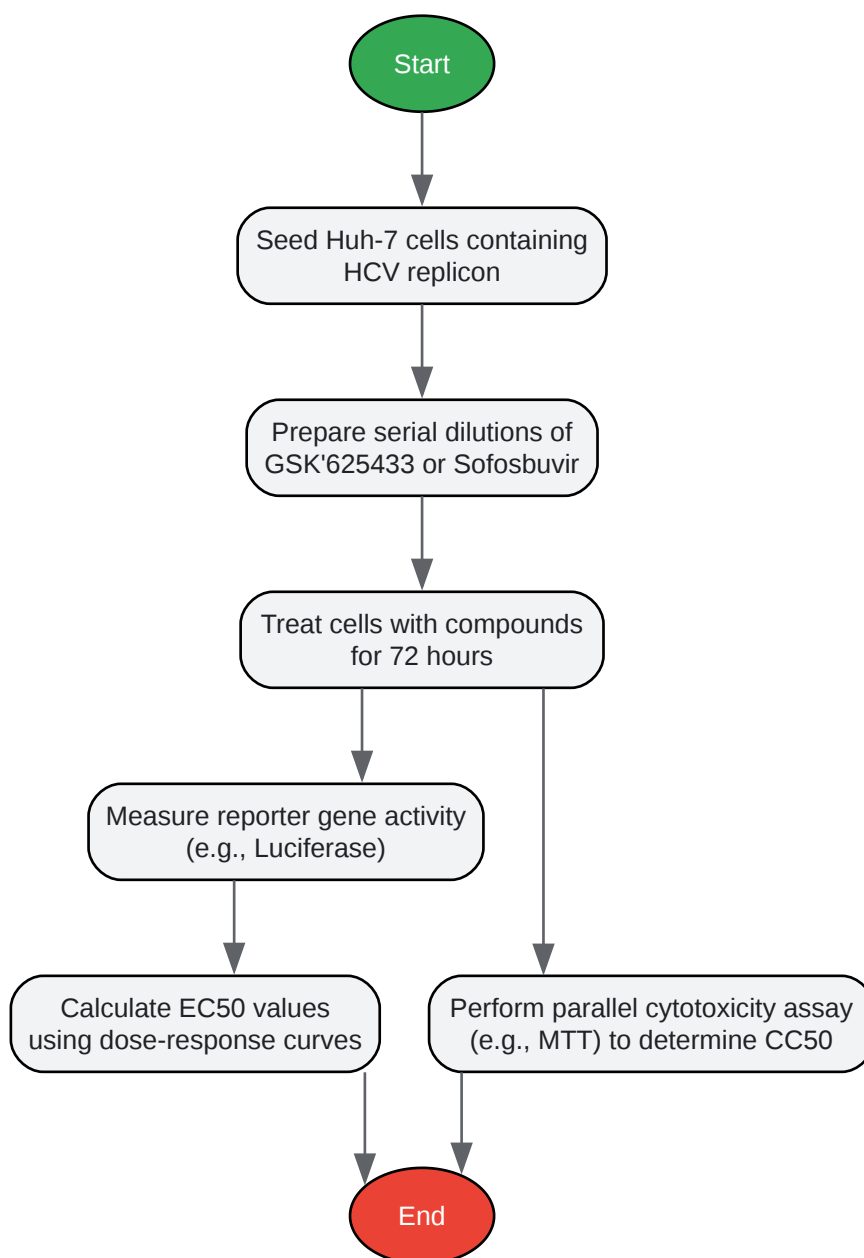 Start
Seed Huh-7 cells containing
HCV replicon
Prepare serial dilutions of
GSK'625433 or Sofosbuvir
Treat cells with compounds
for 72 hours
Measure reporter gene activity
(e.g., Luciferase)
Calculate EC50 values
using dose-response curves
Perform parallel cytotoxicity assay
(e.g., MTT) to determine CC50
End